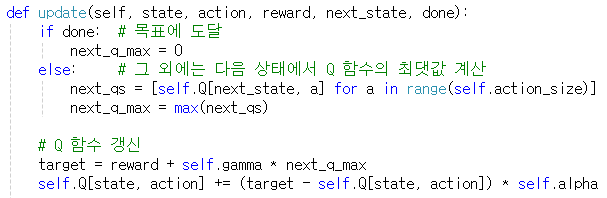 def update(self, state, action, reward, next_state, done):
    if done:  # 목표에 도달
        next_q_max = 0
    else:     # 그 외에는 다음 상태에서 Q 함수의 최댓값 계산
        next_qs = [self.Q[next_state, a] for a in range(self.action_size)]
        next_q_max = max(next_qs)

    # Q 함수 갱신
    target = reward + self.gamma * next_q_max
    self.Q[state, action] += (target - self.Q[state, action]) * self.alpha